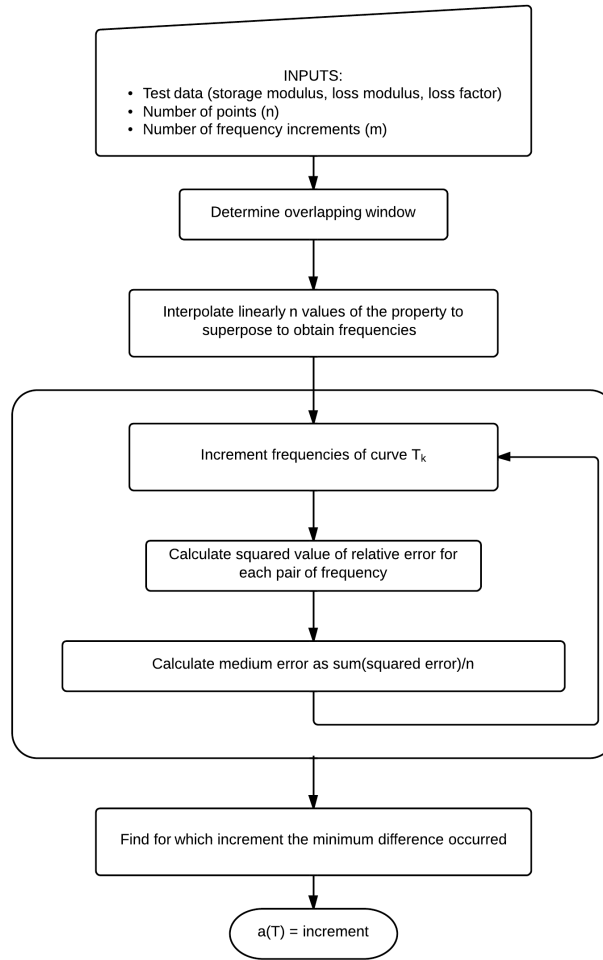 INPUTS:
• Test data (storage modulus, loss modulus, loss factor)
• Number of points (n)
• Number of frequency increments (m)
Determine overlapping window
Interpolate linearly n values of the property to
superpose to obtain frequencies
Increment frequencies of curve Tₖ
Calculate squared value of relative error for
each pair of frequency
Calculate medium error as sum(squared error)/n
Find for which increment the minimum difference occurred
a(T) = increment